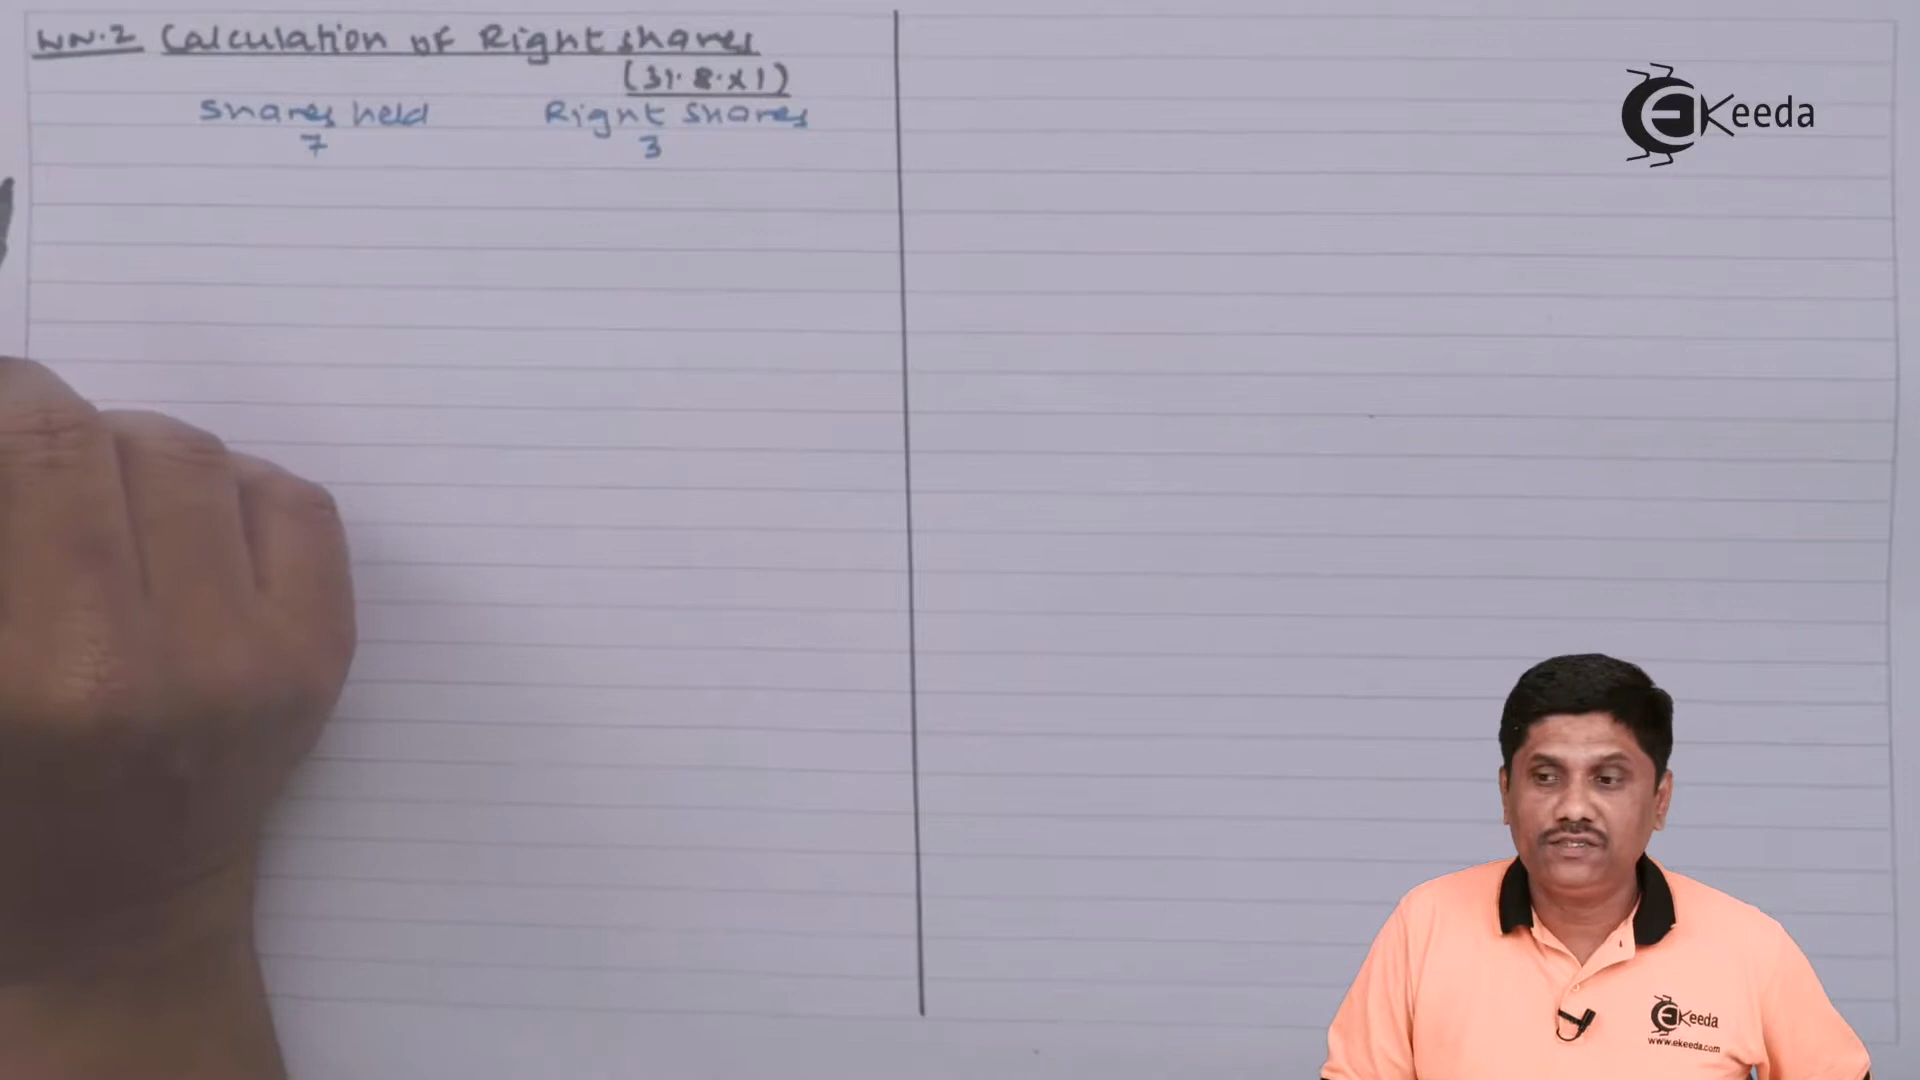 W.N.2 Calculation of Right shares
(31.8.X1)
Shares held Right Shares
7 3
EKeeda
EKeeda
www.ekeeda.com